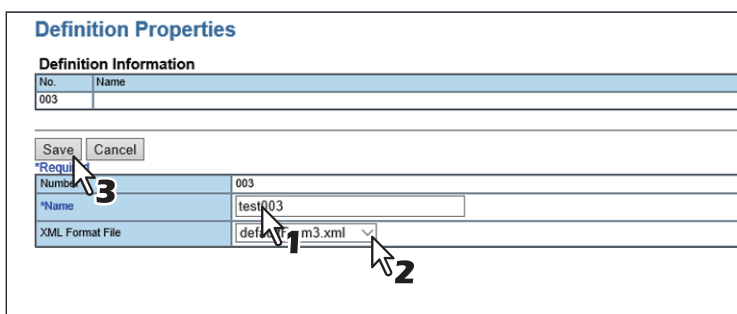 Definition Properties
Definition Information
No. Name
003
Save Cancel
*Required
Number 003
*Name test003
XML Format File m3.xml
1
2
3